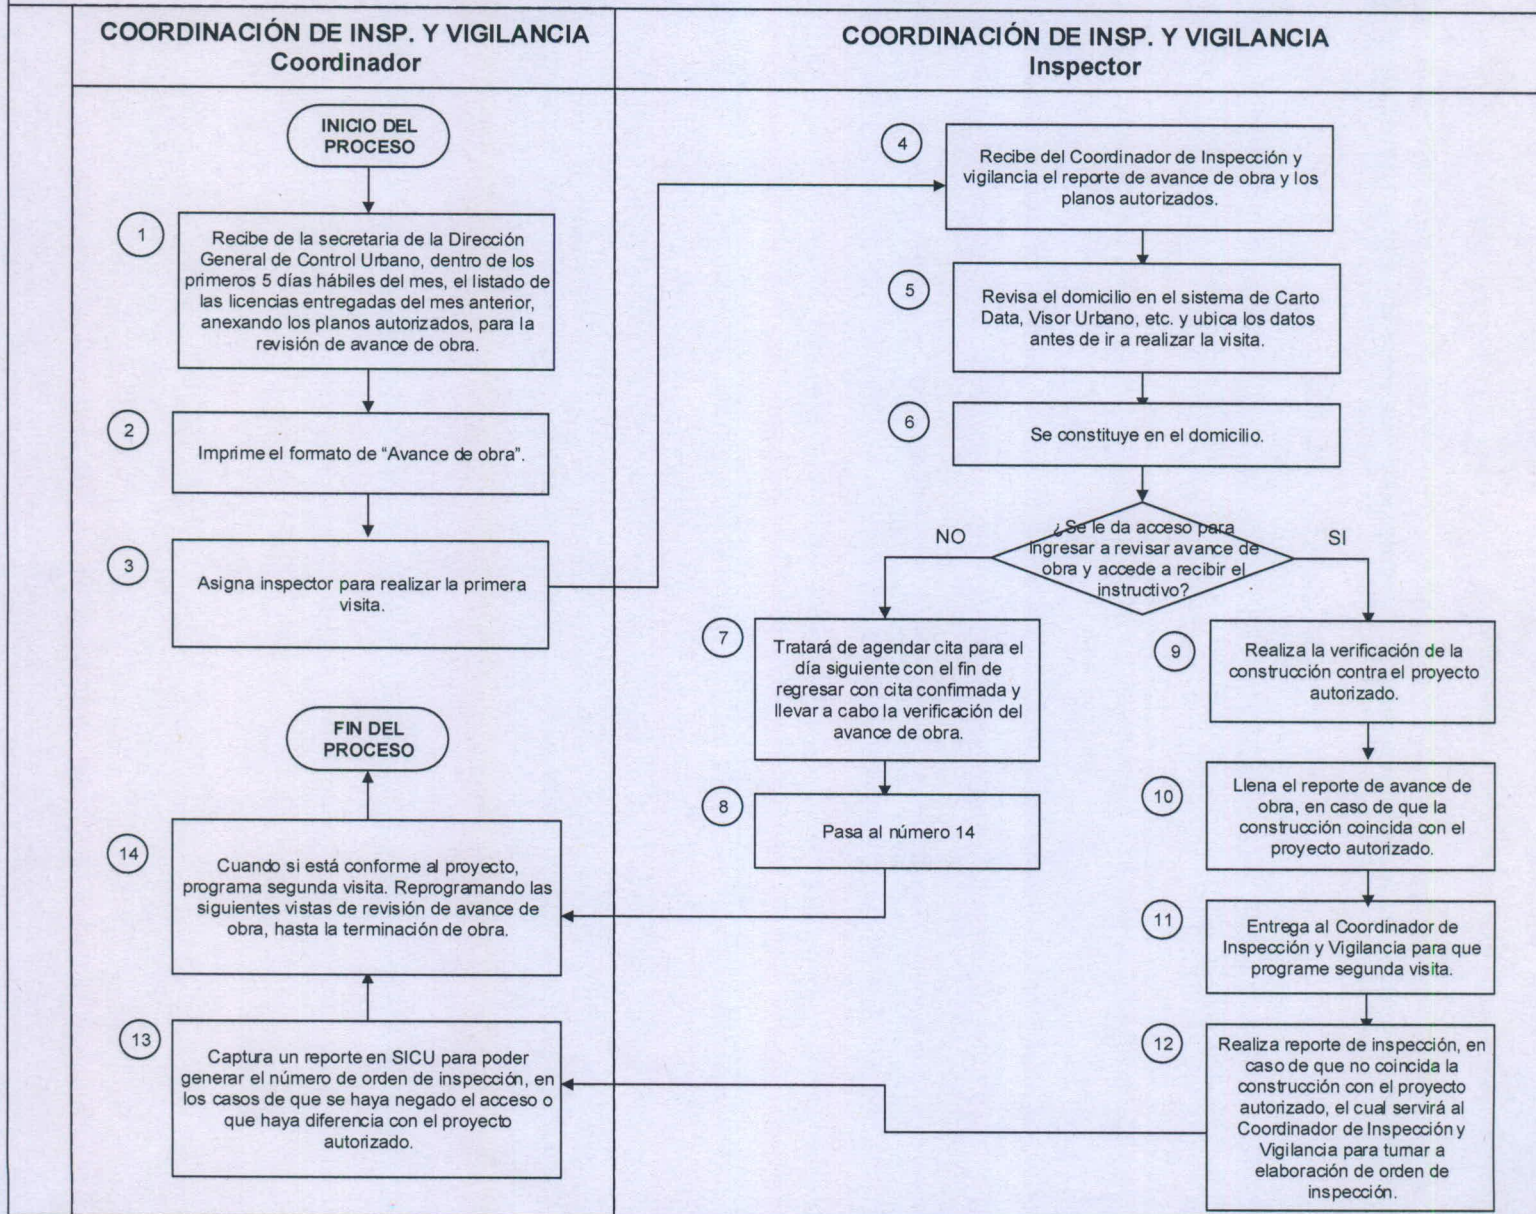 COORDINACIÓN DE INSP. Y VIGILANCIA
Coordinador
COORDINACIÓN DE INSP. Y VIGILANCIA
Inspector
INICIO DEL
PROCESO
1
Recibe de la secretaria de la Dirección
General de Control Urbano, dentro de los
primeros 5 días hábiles del mes, el listado de
las licencias entregadas del mes anterior,
anexando los planos autorizados, para la
revisión de avance de obra.
2
Imprime el formato de “Avance de obra”.
3
Asigna inspector para realizar la primera
visita.
4
Recibe del Coordinador de Inspección y
vigilancia el reporte de avance de obra y los
planos autorizados.
5
Revisa el domicilio en el sistema de Carto
Data, Visor Urbano, etc. y ubica los datos
antes de ir a realizar la visita.
6
Se constituye en el domicilio.
¿Se le da acceso para
ingresar a revisar avance de
obra y accede a recibir el
instructivo?
NO
SI
7
Tratará de agendar cita para el
día siguiente con el fin de
regresar con cita confirmada y
llevar a cabo la verificación del
avance de obra.
8
Pasa al número 14
9
Realiza la verificación de la
construcción contra el proyecto
autorizado.
10
Llena el reporte de avance de
obra, en caso de que la
construcción coincida con el
proyecto autorizado.
11
Entrega al Coordinador de
Inspección y Vigilancia para que
programe segunda visita.
12
Realiza reporte de inspección, en
caso de que no coincida la
construcción con el proyecto
autorizado, el cual servirá al
Coordinador de Inspección y
Vigilancia para turnar a
elaboración de orden de
inspección.
13
Captura un reporte en SICU para poder
generar el número de orden de inspección, en
los casos de que se haya negado el acceso o
que haya diferencia con el proyecto
autorizado.
14
Cuando si está conforme al proyecto,
programa segunda visita. Reprogramando las
siguientes vistas de revisión de avance de
obra, hasta la terminación de obra.
FIN DEL
PROCESO